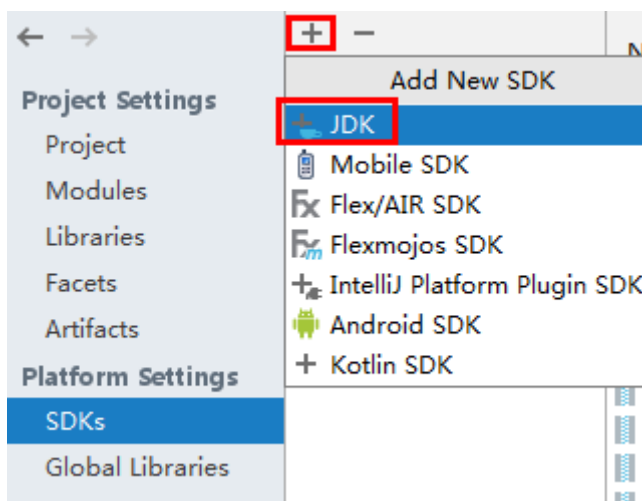 Project Settings
Project
Modules
Libraries
Facets
Artifacts
Platform Settings
SDKs
Global Libraries
Add New SDK
JDK
Mobile SDK
Flex/AIR SDK
Flexmojos SDK
IntelliJ Platform Plugin SDK
Android SDK
Kotlin SDK